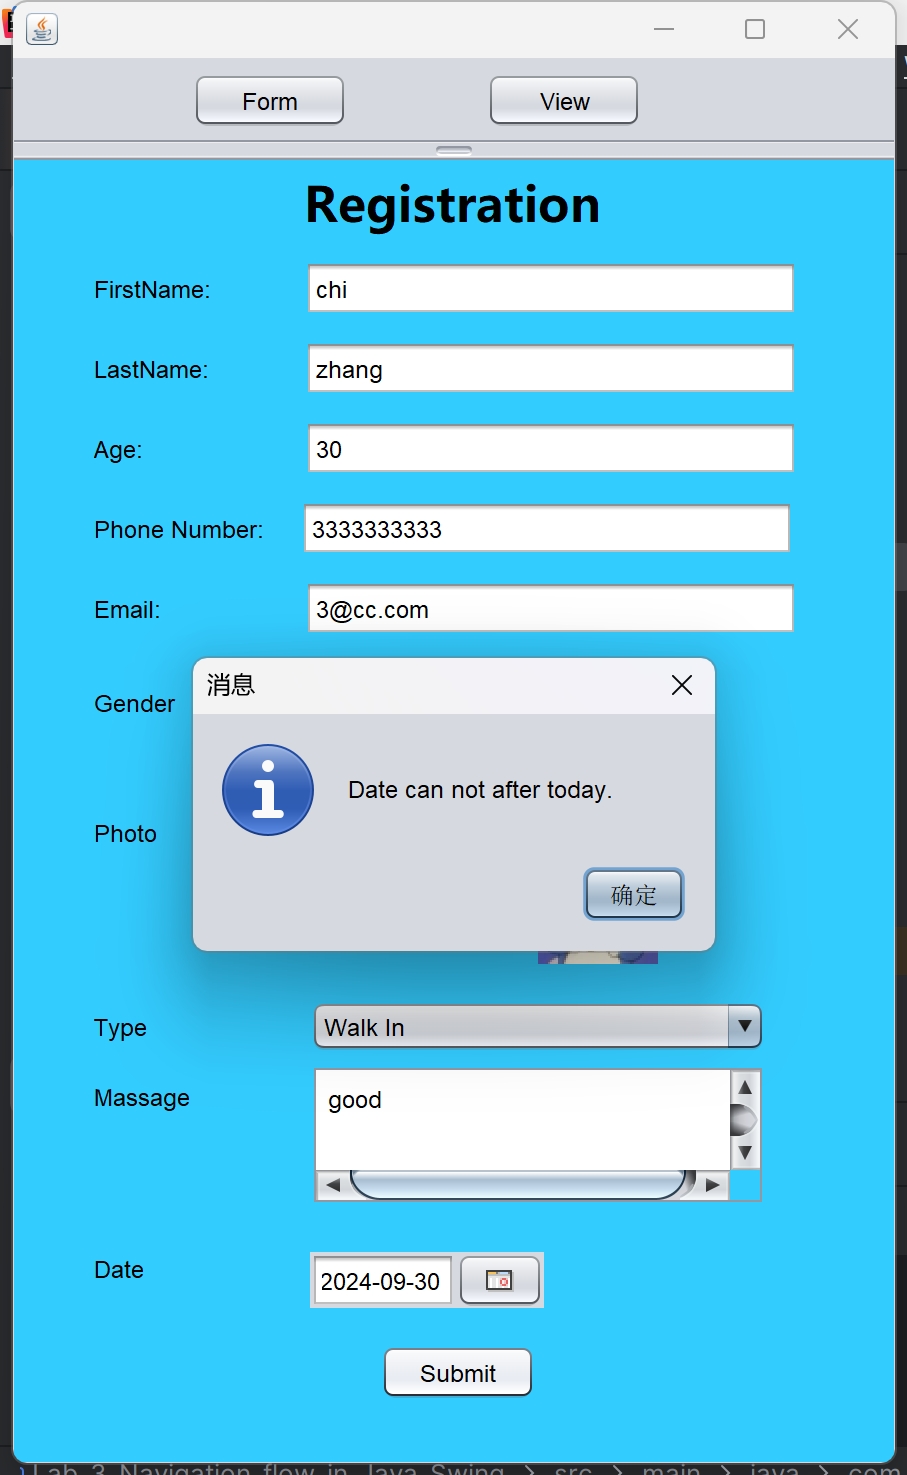 Form
View
Registration
FirstName:
chi
LastName:
zhang
Age:
30
Phone Number:
3333333333
Email:
3@cc.com
消息
Gender
Date can not after today.
Photo
确定
Type
Walk In
Massage
good
Date
2024-09-30
Submit
Lab 3 Navigation flow in Java Swing > src > main > java > com